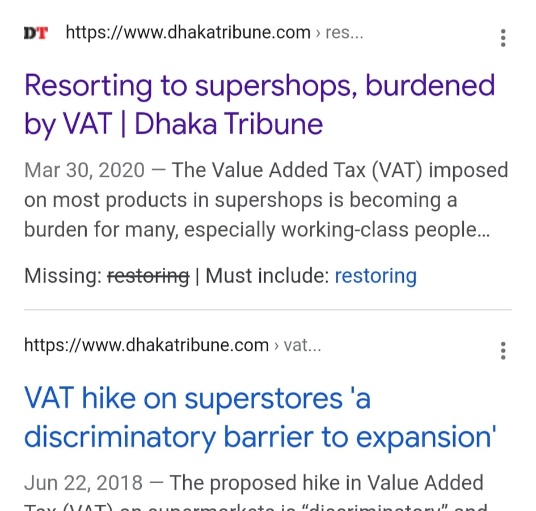 DT https://www.dhakatribune.com › res...
Resorting to supershops, burdened
by VAT | Dhaka Tribune
Mar 30, 2020 — The Value Added Tax (VAT) imposed
on most products in supershops is becoming a
burden for many, especially working-class people...
Missing: restoring | Must include: restoring
https://www.dhakatribune.com › vat...
VAT hike on superstores 'a
discriminatory barrier to expansion'
Jun 22, 2018 — The proposed hike in Value Added
Tax (VAT) on supermarkets is “discriminatory” and